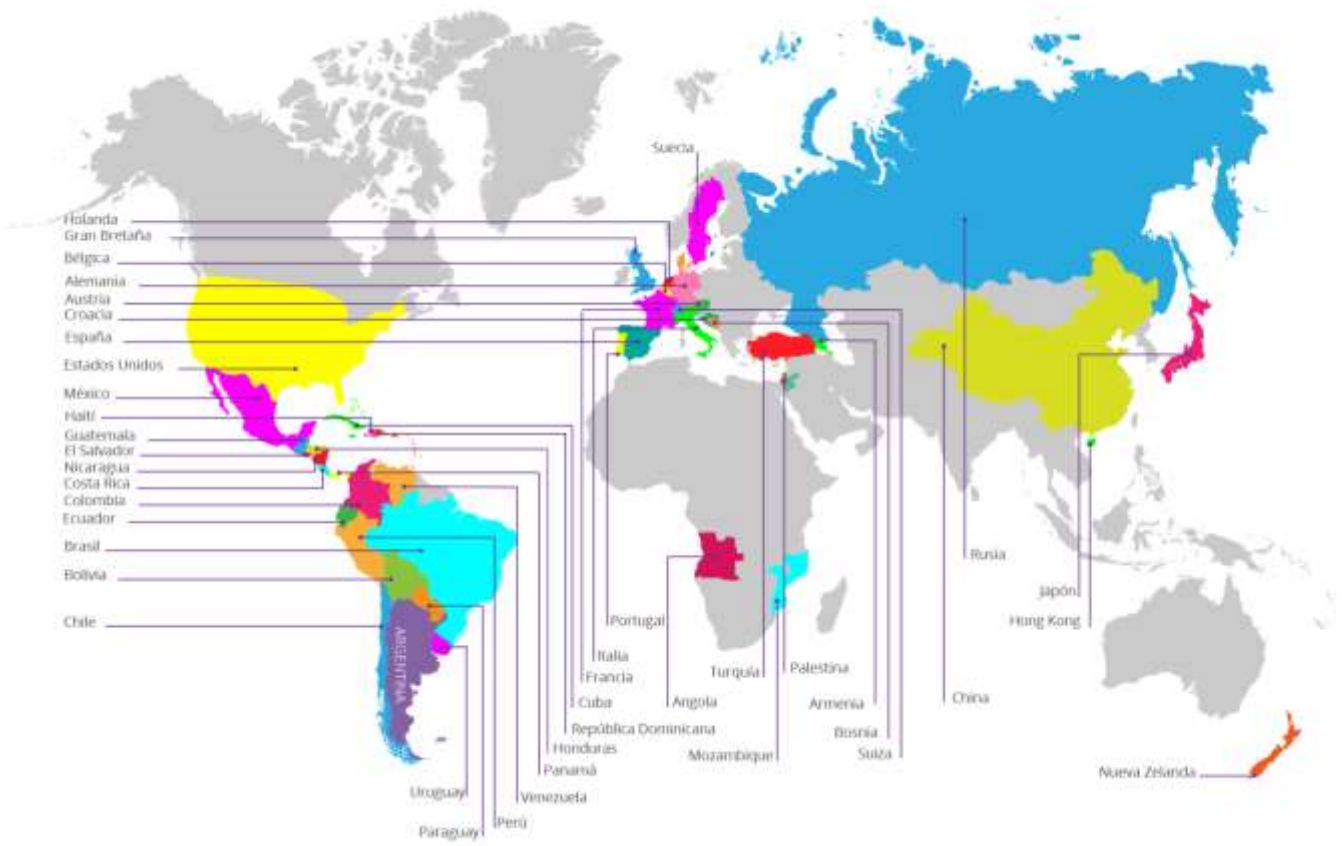 Suecia
Holanda
Gran Bretaña
Bélgica
Alemania
Austria
Croacia
España
Estados Unidos
México
Haití
Guatemala
El Salvador
Nicaragua
Costa Rica
Colombia
Ecuador
Brasil
Bolivia
Chile
ARGENTINA
Uruguay
Paraguay
Perú
Venezuela
Panamá
Honduras
República Dominicana
Cuba
Francia
Italia
Portugal
Angola
Turquía
Palestina
Mozambique
Armenia
Bosnia
Suiza
China
Rusia
Japón
Hong Kong
Nueva Zelanda